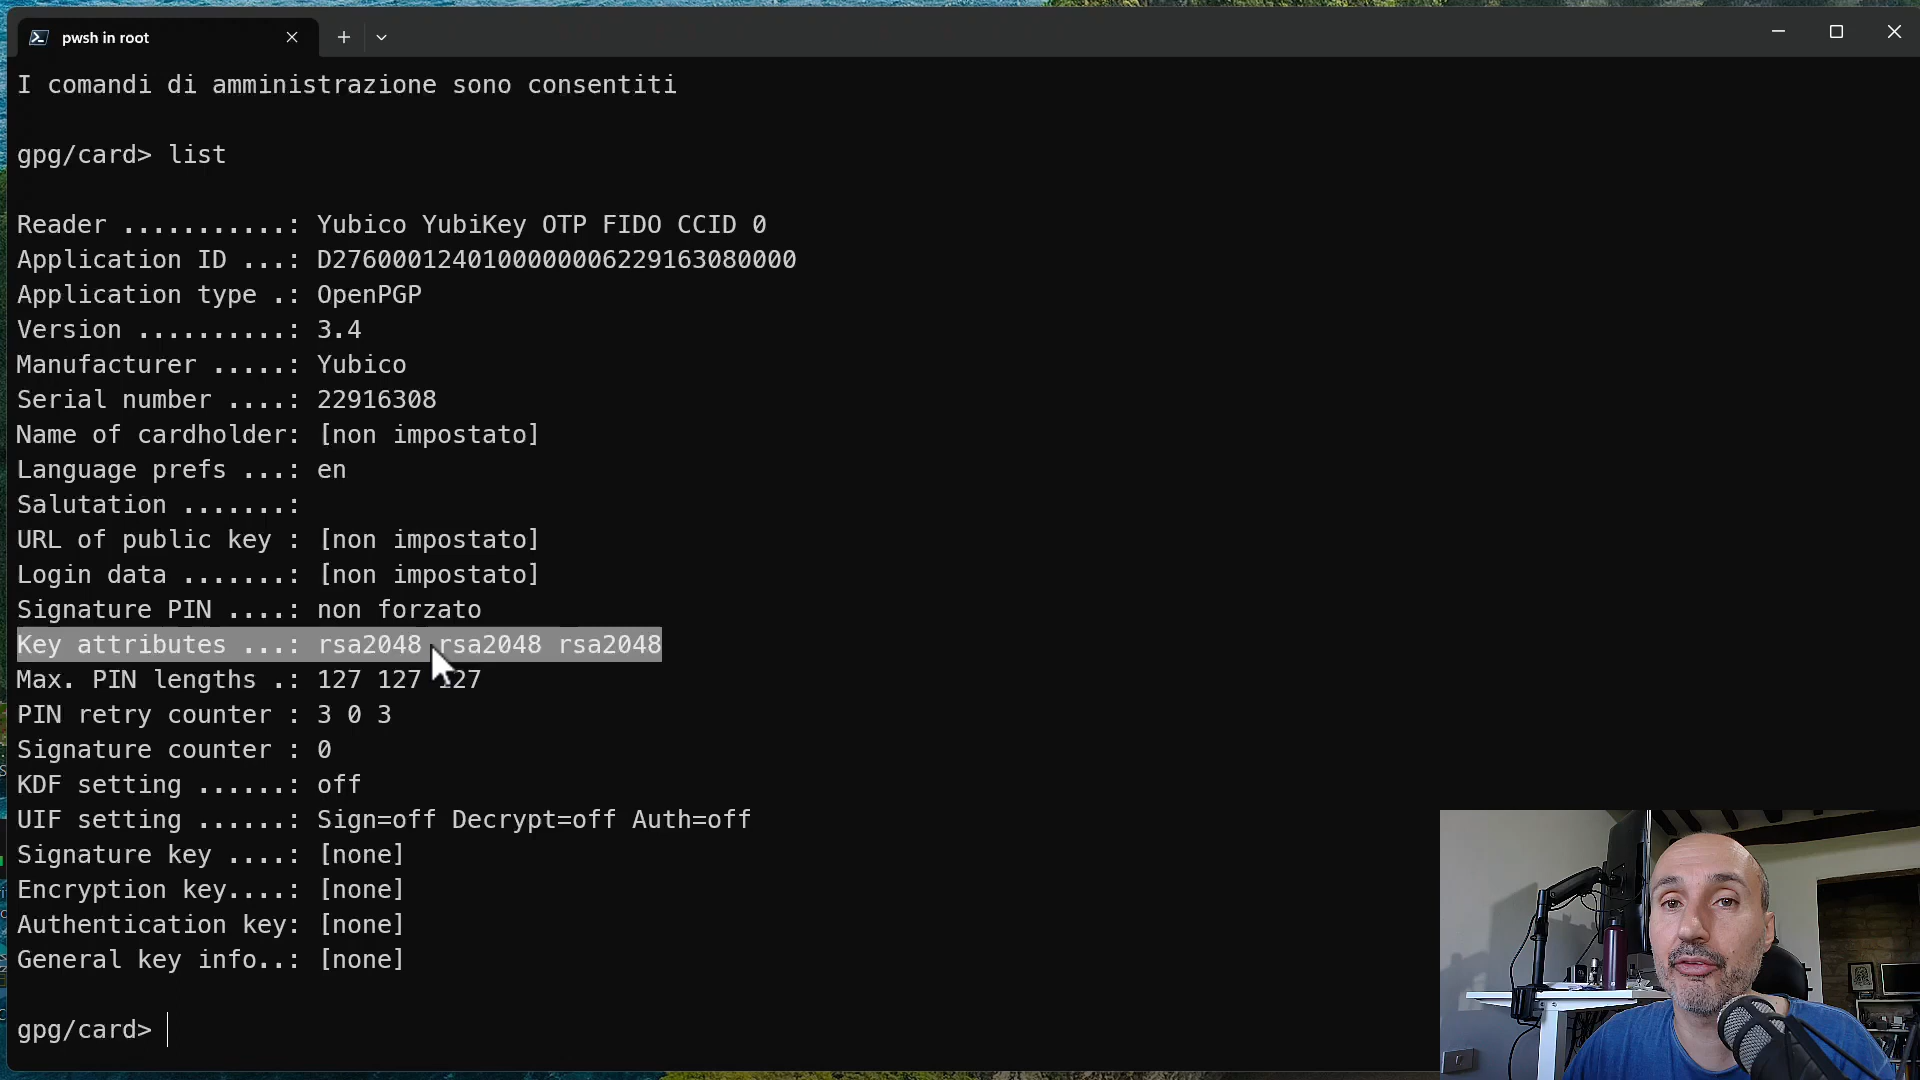 pwsh in root
I comandi di amministrazione sono consentiti
gpg/card> list
Reader ...........: Yubico YubiKey OTP FIDO CCID 0
Application ID ...: D2760001240100000006229163080000
Application type .: OpenPGP
Version ..........: 3.4
Manufacturer .....: Yubico
Serial number ....: 22916308
Name of cardholder: [non impostato]
Language prefs ...: en
Salutation .......:
URL of public key : [non impostato]
Login data .......: [non impostato]
Signature PIN ....: non forzato
Key attributes ...: rsa2048 rsa2048 rsa2048
Max. PIN lengths .: 127 127 127
PIN retry counter : 3 0 3
Signature counter : 0
KDF setting ......: off
UIF setting ......: Sign=off Decrypt=off Auth=off
Signature key ....: [none]
Encryption key....: [none]
Authentication key: [none]
General key info..: [none]
gpg/card>